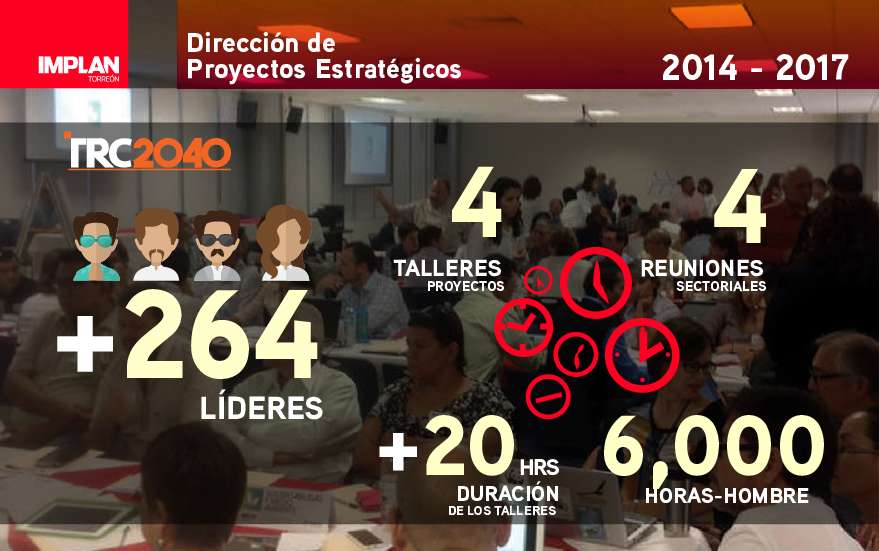 IMPLAN
TORREÓN
Dirección de
Proyectos Estratégicos
2014 - 2017
TRC2040
4
TALLERES
PROYECTOS
4
REUNIONES
SECTORIALES
+264
LÍDERES
+20 HRS
DURACIÓN
DE LOS TALLERES
6,000
HORAS-HOMBRE